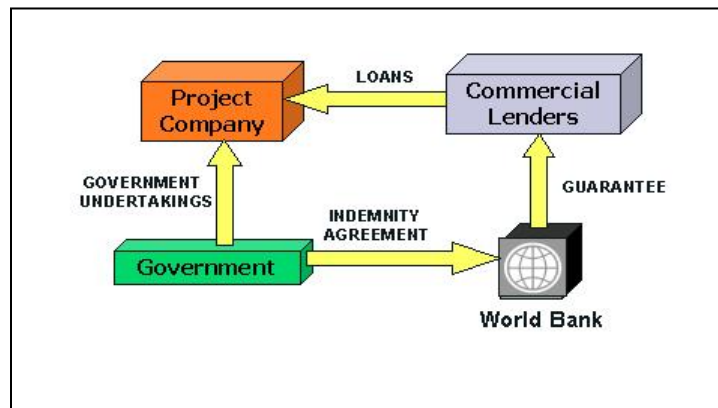 LOANS
Project
Company
Commercial
Lenders
GOVERNMENT
UNDERTAKINGS
GUARANTEE
INDEMNITY
AGREEMENT
Government
World Bank